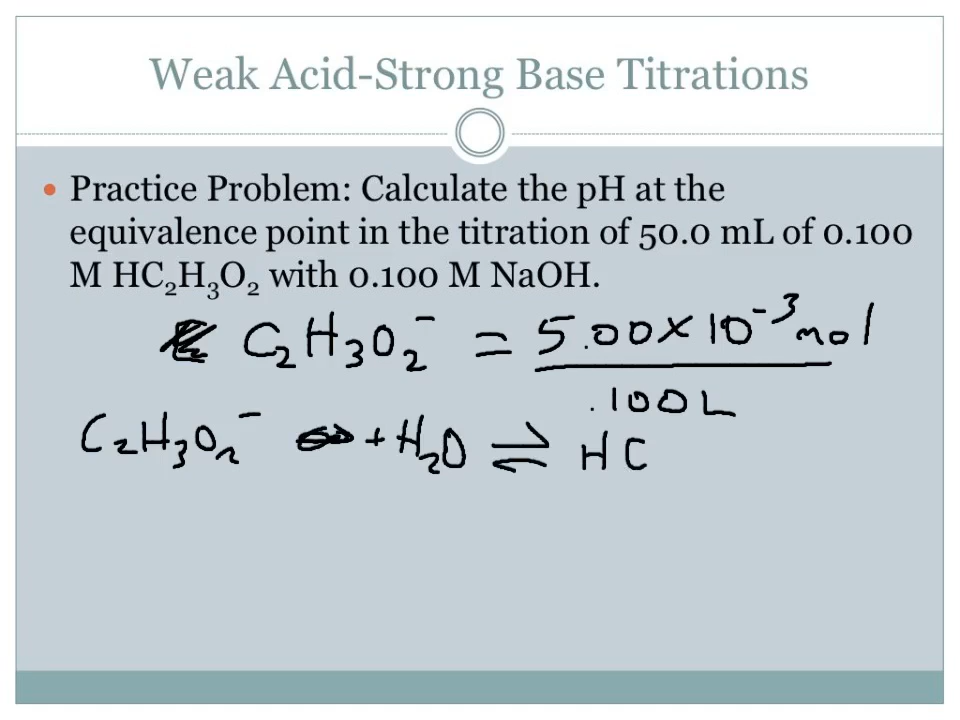 Weak Acid-Strong Base Titrations
• Practice Problem: Calculate the pH at the
equivalence point in the titration of 50.0 mL of 0.100
M HC₂H₃O₂ with 0.100 M NaOH.
C₂H₃O₂⁻ = 5.00 × 10⁻³ mol
.100 L
C₂H₃O₂⁻ + H₂O ⇌ HC